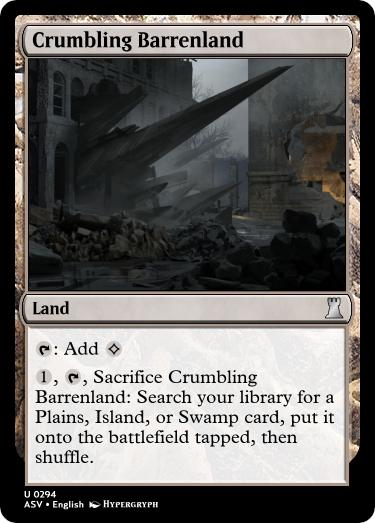 Crumbling Barrenland
Land
: Add
1, , Sacrifice Crumbling
Barrenland: Search your library for a
Plains, Island, or Swamp card, put it
onto the battlefield tapped, then
shuffle.
U 0294
ASV • English HYPERGRYPH